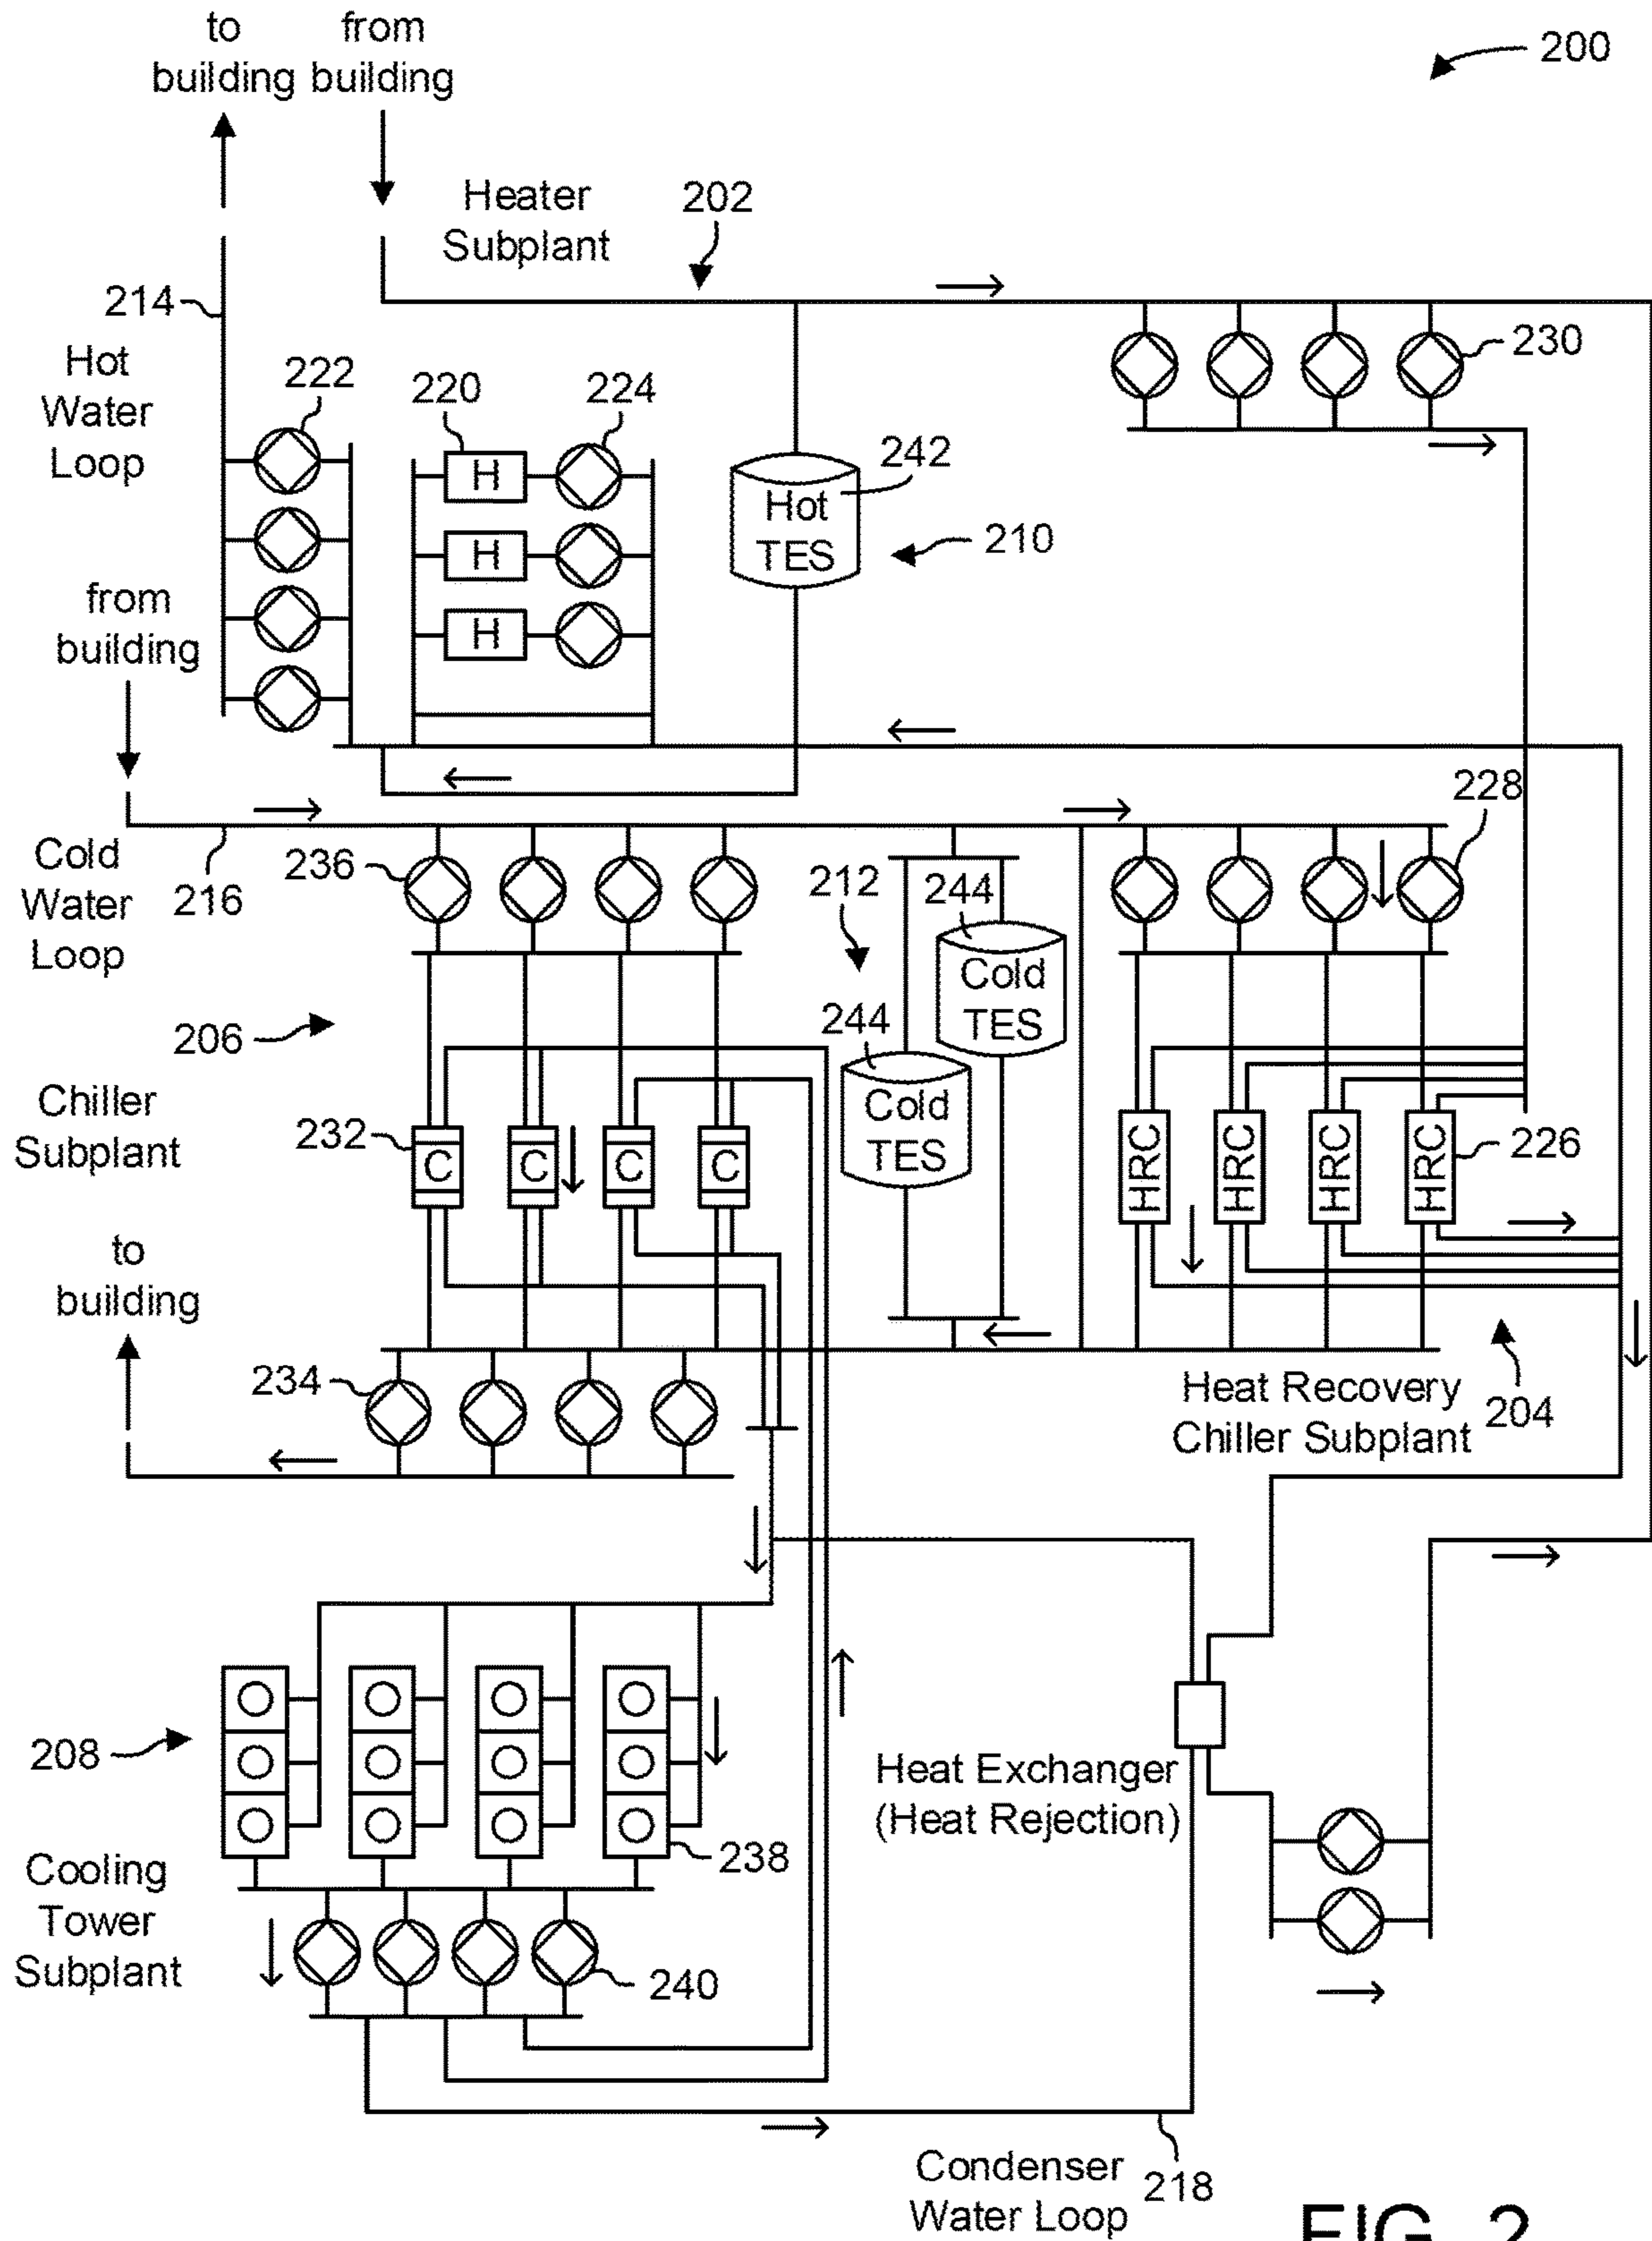 to
building
from
building
200
Heater
Subplant
202
214
Hot
Water
Loop
222
220
224
230
H
H
H
Hot
TES
242
210
from
building
Cold
Water
Loop
216
236
212
244
Cold
TES
244
Cold
TES
228
206
Chiller
Subplant
232
C
C
C
C
HRC
HRC
HRC
HRC
226
to
building
234
Heat Recovery
Chiller Subplant
204
208
238
Heat Exchanger
(Heat Rejection)
Cooling
Tower
Subplant
240
Condenser
Water Loop
218
FIG. 2